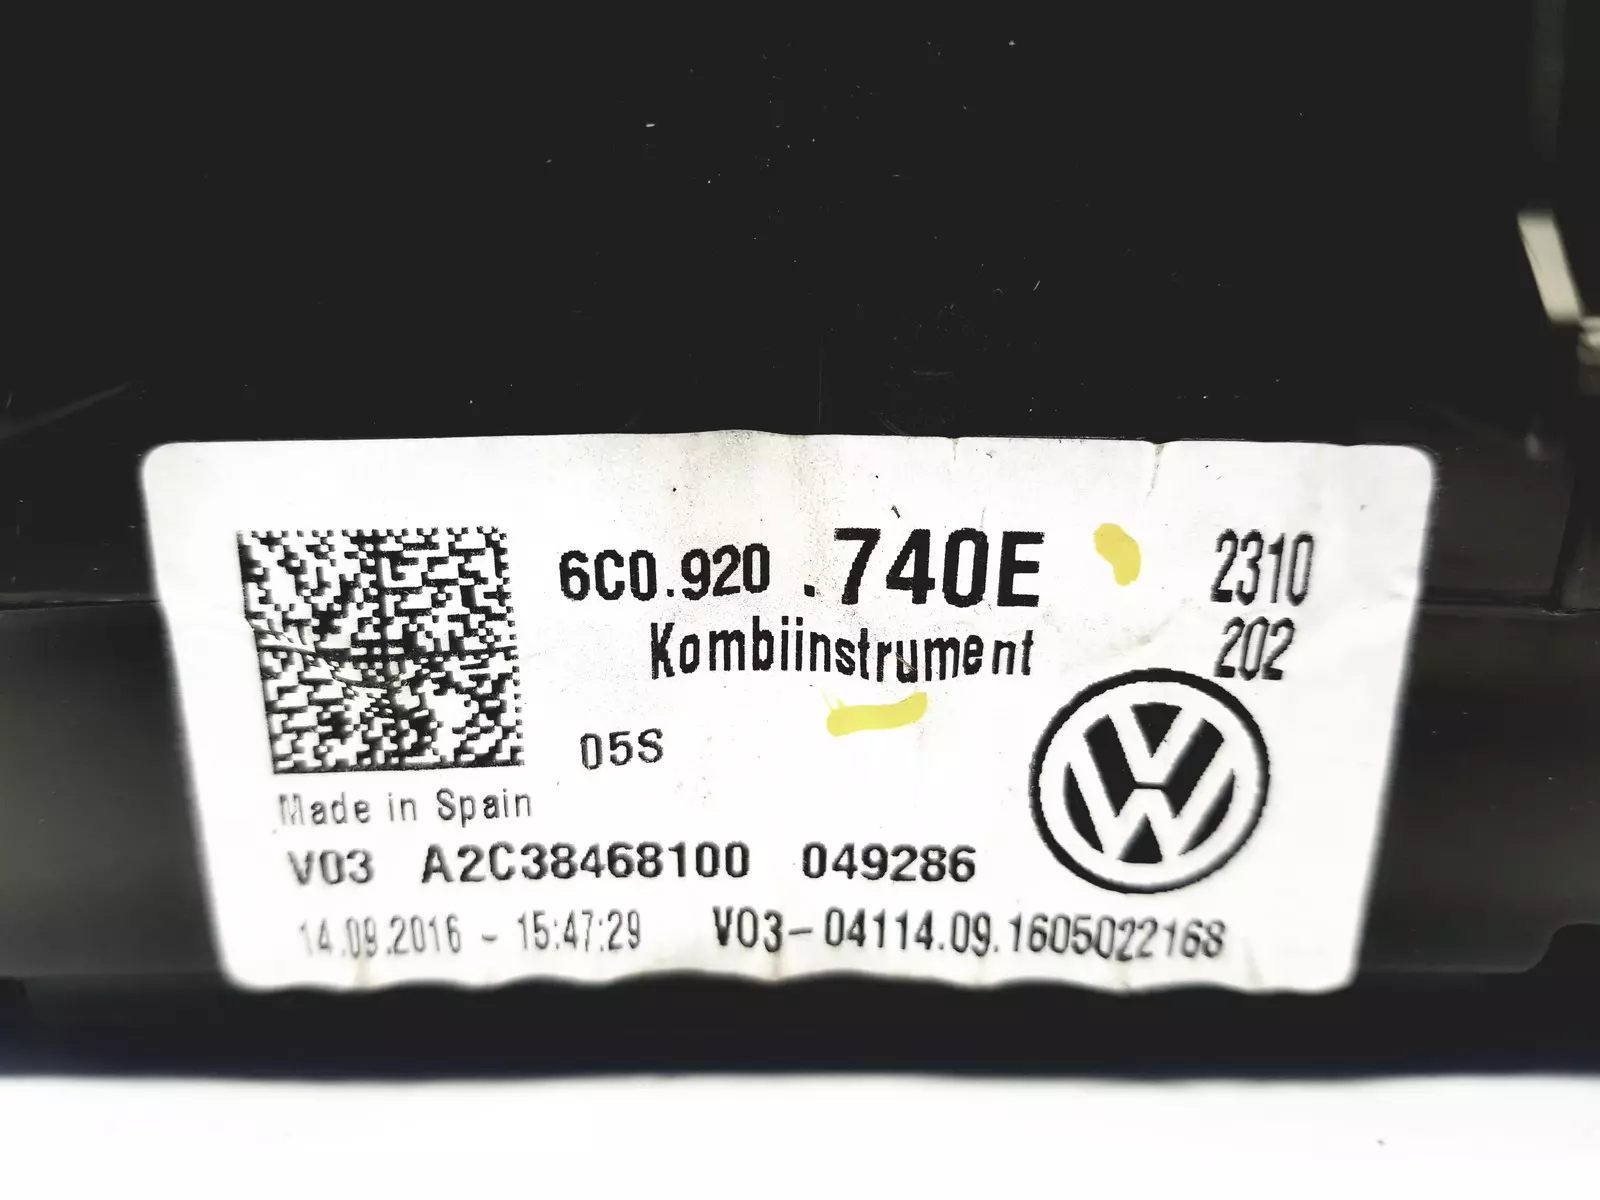 6C0.920 .740E 2310
Kombiinstrument 202
05S
Made in Spain
V03 A2C38468100 049286
14.09.2016 - 15:47:29 V03-04114.09.1605022168